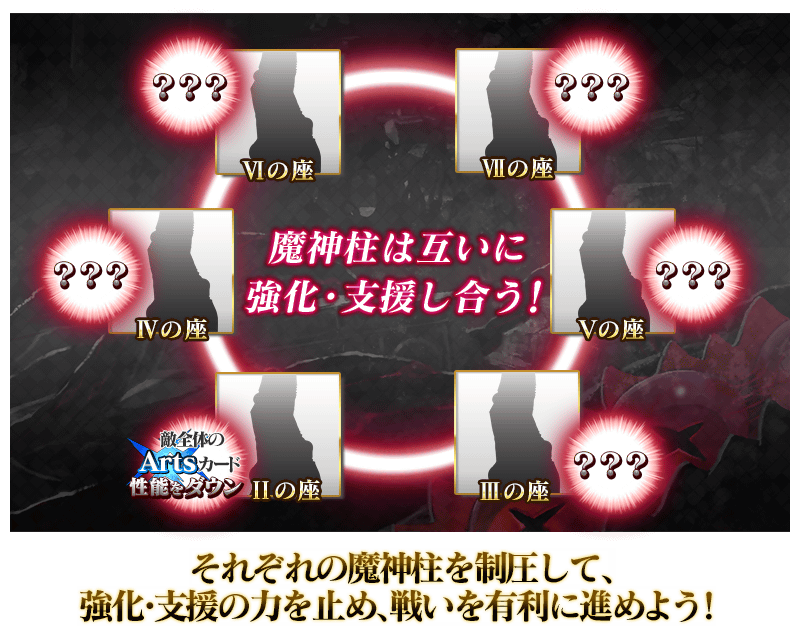 ???
???
Ⅵの座
Ⅶの座
魔神柱は互いに
強化・支援し合う!
???
???
Ⅳの座
Ⅴの座
敵全体の
Artsカード
性能をダウン
Ⅱの座
???
Ⅲの座
それぞれの魔神柱を制圧して、
強化・支援の力を止め、戦いを有利に進めよう!